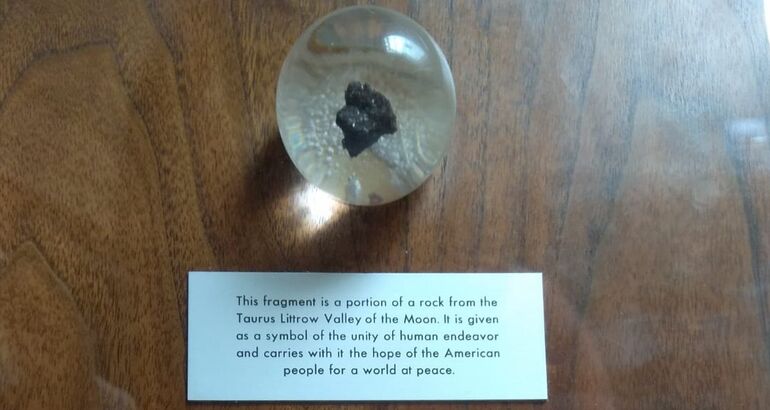 This fragment is a portion of a rock from the
Taurus Littrow Valley of the Moon. It is given
as a symbol of the unity of human endeavor
and carries with it the hope of the American
people for a world at peace.